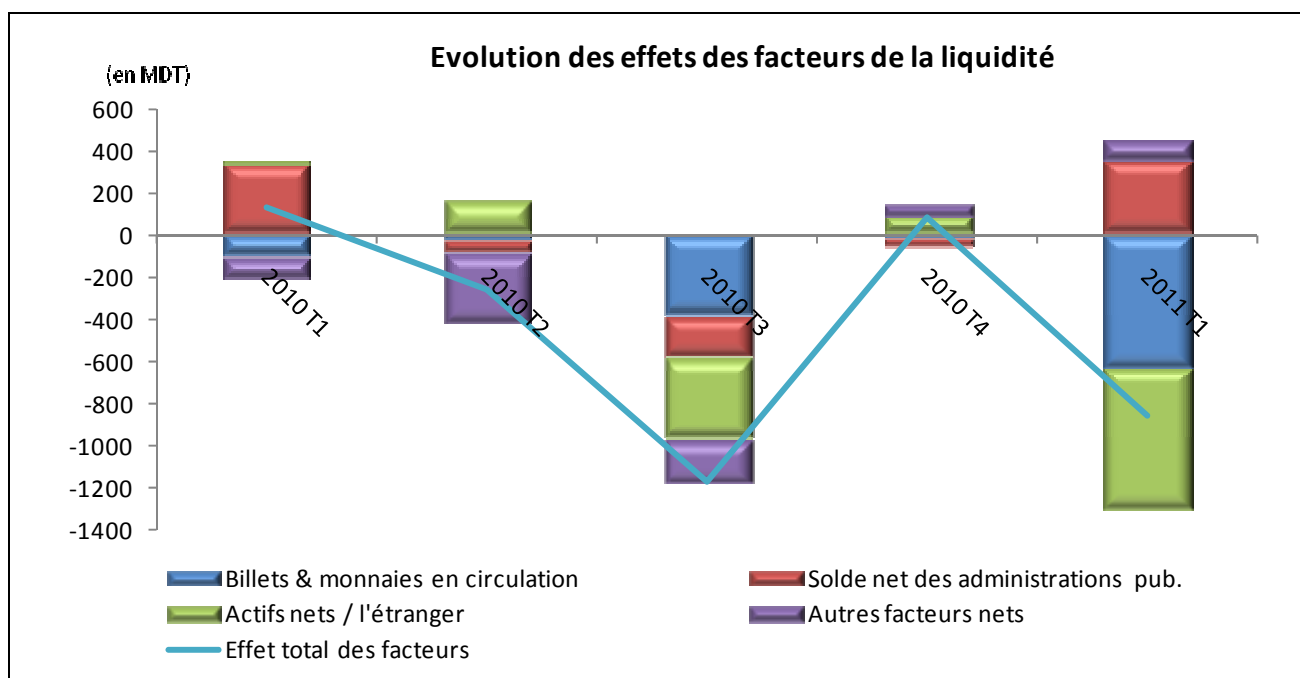 Evolution des effets des facteurs de la liquidité
(en MDT)
600
400
200
0
-200
-400
-600
-800
-1000
-1200
-1400
2010 T1
2010 T2
2010 T3
2010 T4
2011 T1
Billets & monnaies en circulation
Solde net des administrations pub.
Actifs nets / l'étranger
Autres facteurs nets
Effet total des facteurs